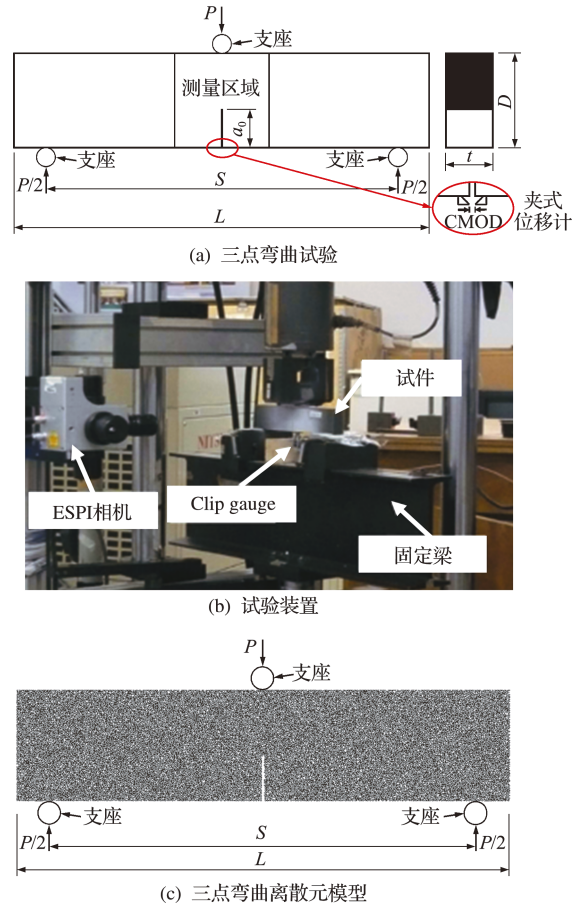 P
支座
测量区域
a₀
D
支座
支座
P/2
S
P/2
t
L
CMOD
夹式
位移计
(a) 三点弯曲试验
试件
ESPI相机
Clip gauge
固定梁
(b) 试验装置
P
支座
支座
支座
P/2
S
P/2
L
(c) 三点弯曲离散元模型